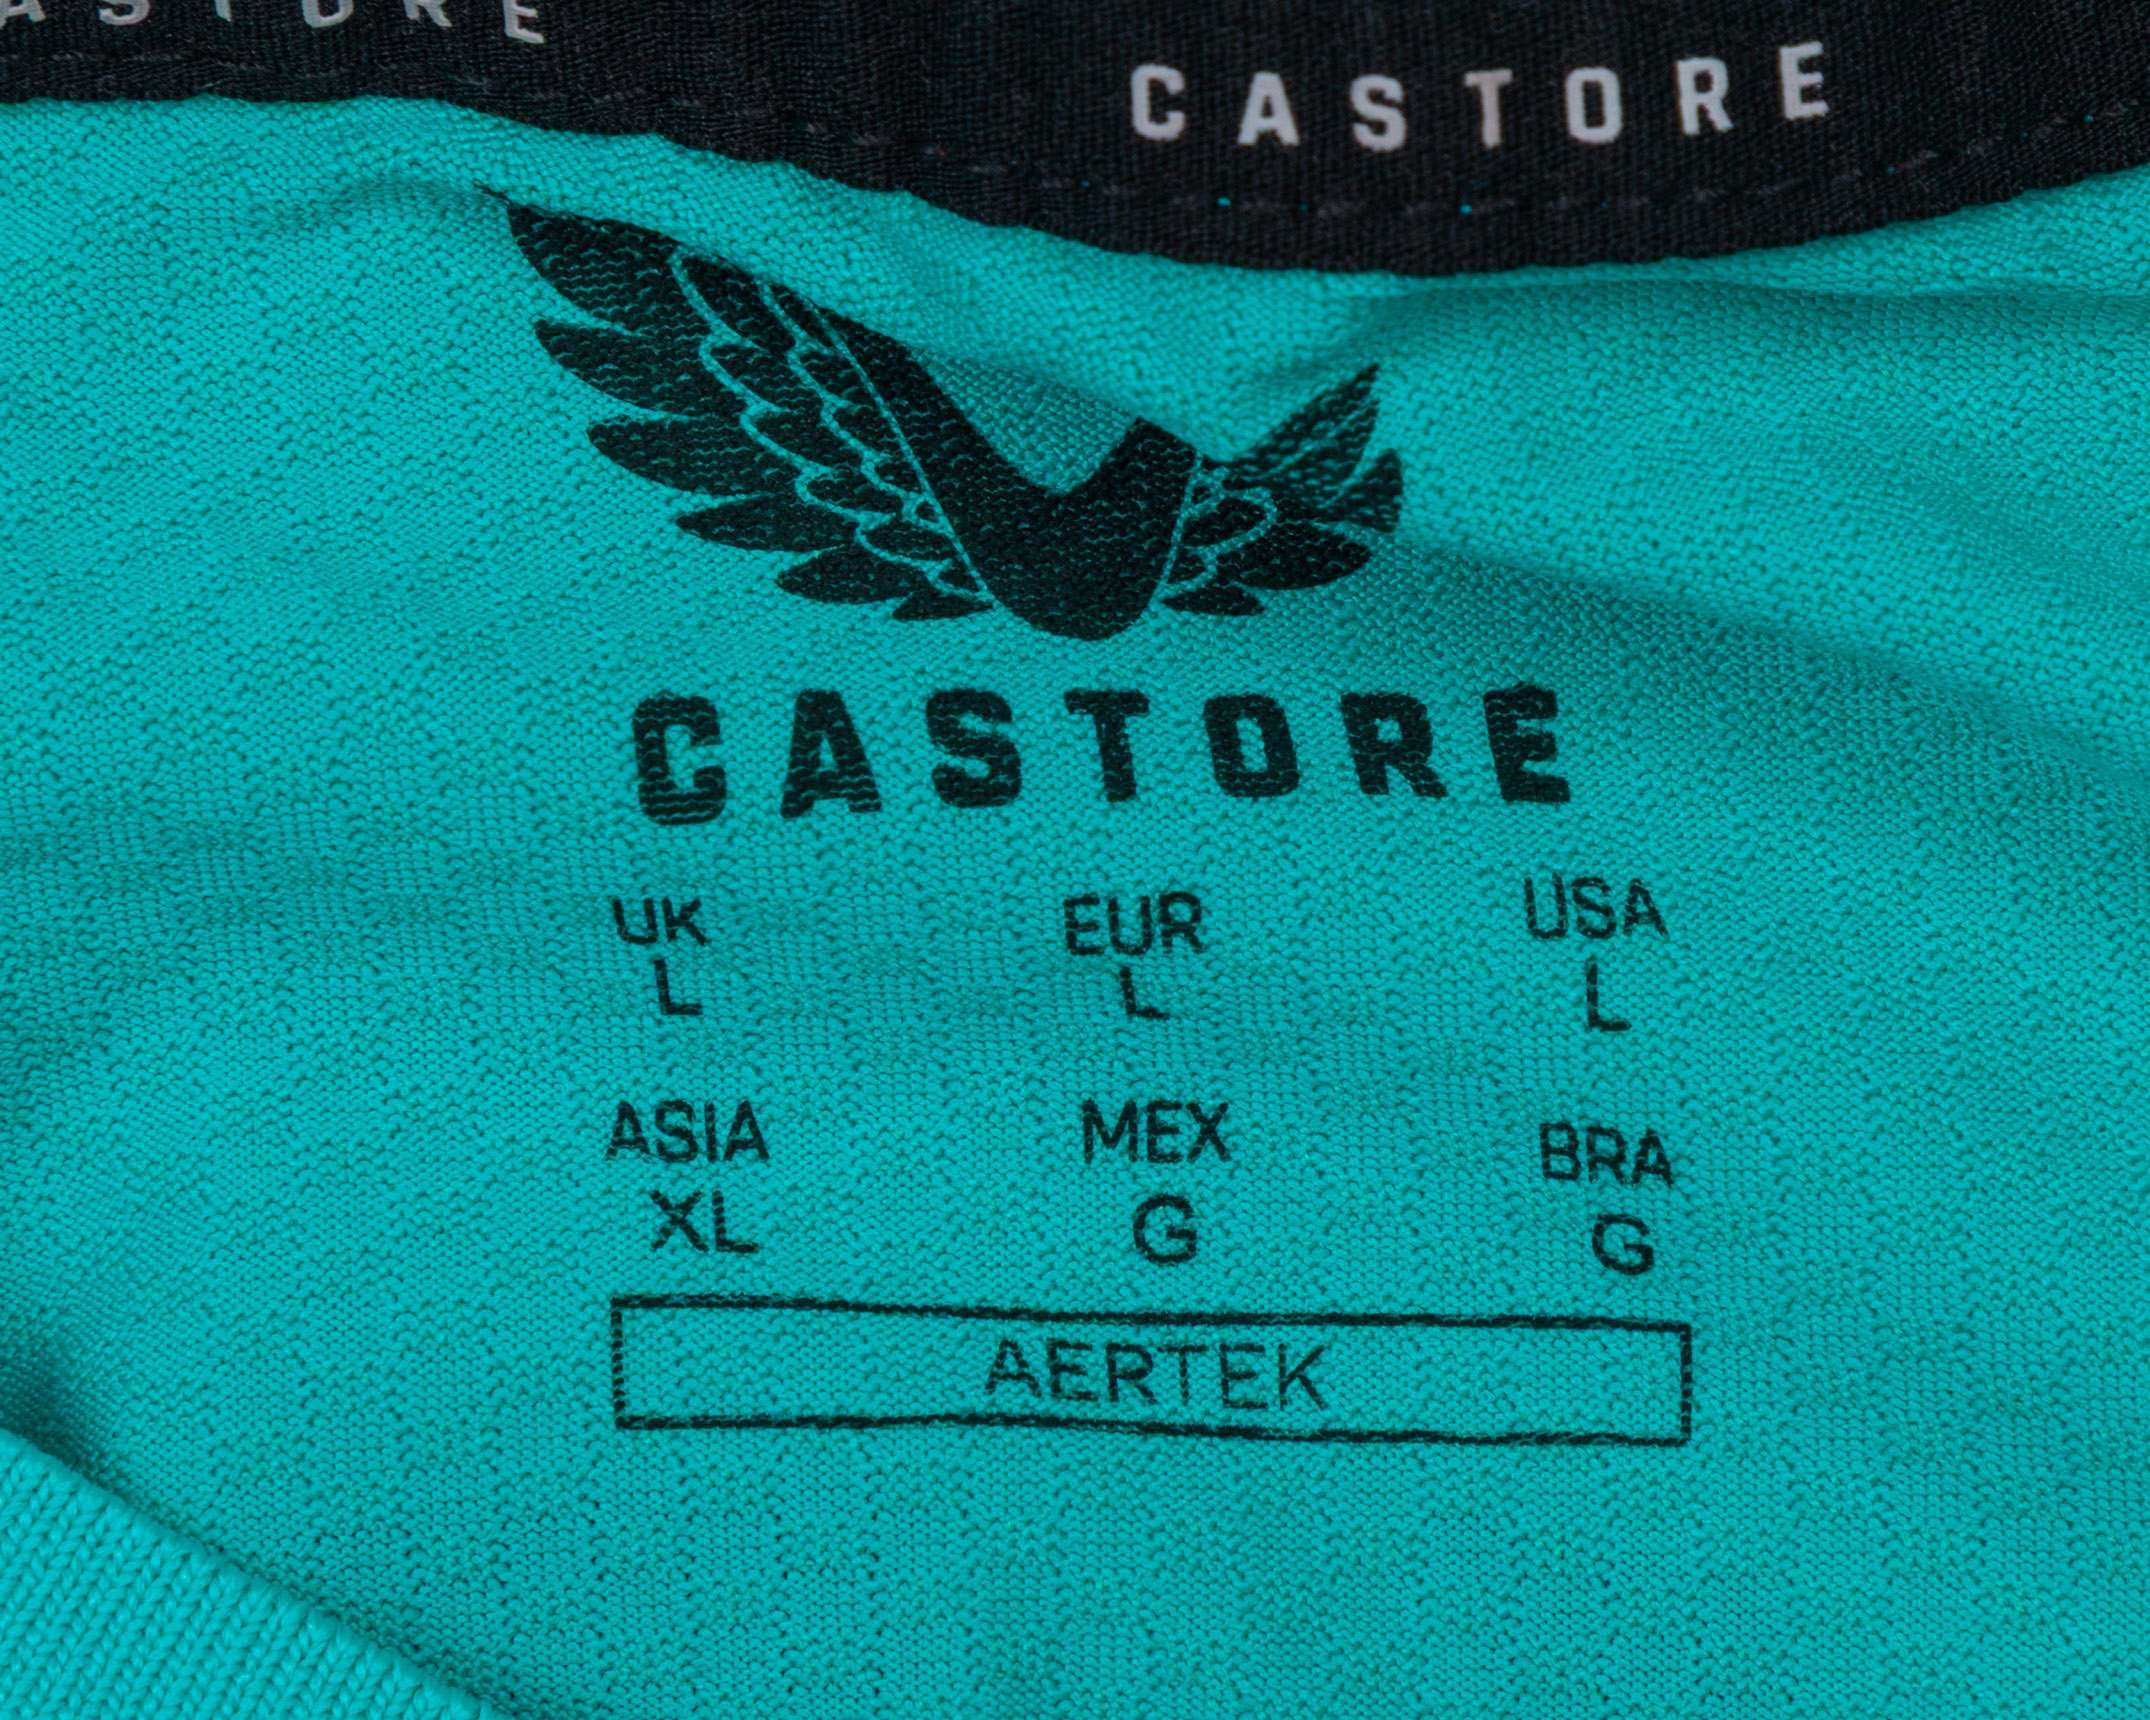 ASTORE
CASTORE
CASTORE
UK EUR USA
L L L
ASIA MEX BRA
XL G G
AERTEK